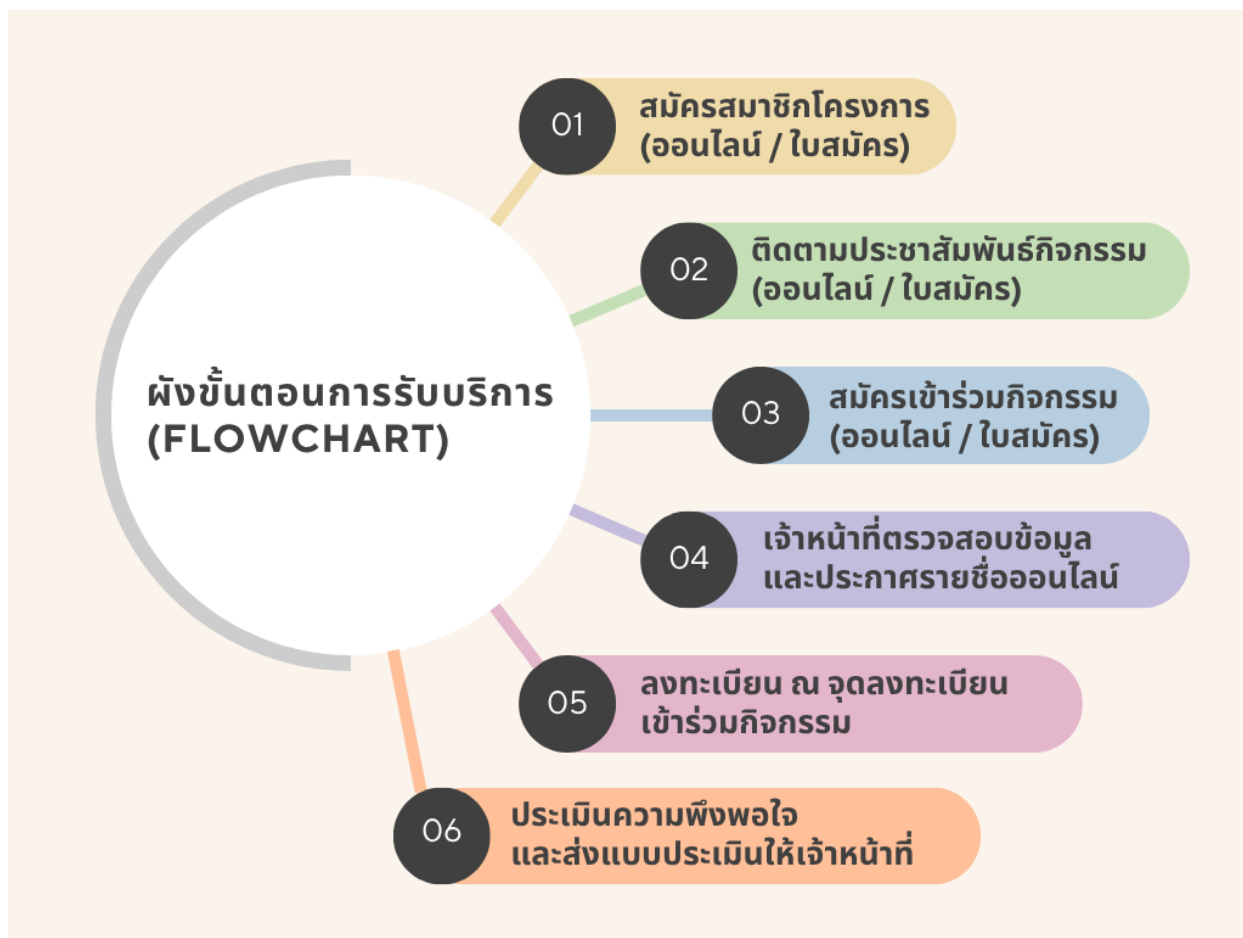 ผังขั้นตอนการรับบริการ
(FLOWCHART)
01
สมัครสมาชิกโครงการ
(ออนไลน์ / ใบสมัคร)
02
ติดตามประชาสัมพันธ์กิจกรรม
(ออนไลน์ / ใบสมัคร)
03
สมัครเข้าร่วมกิจกรรม
(ออนไลน์ / ใบสมัคร)
04
เจ้าหน้าที่ตรวจสอบข้อมูล
และประกาศรายชื่อออนไลน์
05
ลงทะเบียน ณ จุดลงทะเบียน
เข้าร่วมกิจกรรม
06
ประเมินความพึงพอใจ
และส่งแบบประเมินให้เจ้าหน้าที่